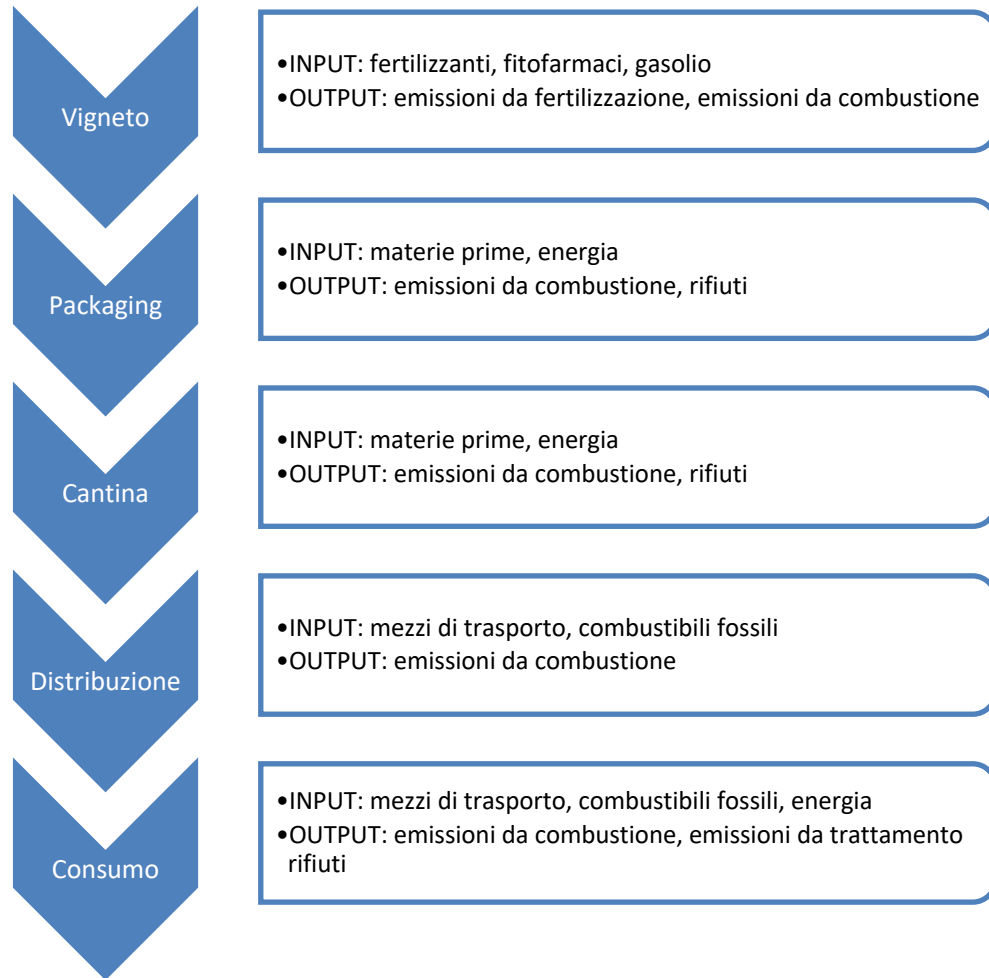 Vigneto
•INPUT: fertilizzanti, fitofarmaci, gasolio
•OUTPUT: emissioni da fertilizzazione, emissioni da combustione
Packaging
•INPUT: materie prime, energia
•OUTPUT: emissioni da combustione, rifiuti
Cantina
•INPUT: materie prime, energia
•OUTPUT: emissioni da combustione, rifiuti
Distribuzione
•INPUT: mezzi di trasporto, combustibili fossili
•OUTPUT: emissioni da combustione
Consumo
•INPUT: mezzi di trasporto, combustibili fossili, energia
•OUTPUT: emissioni da combustione, emissioni da trattamento
rifiuti